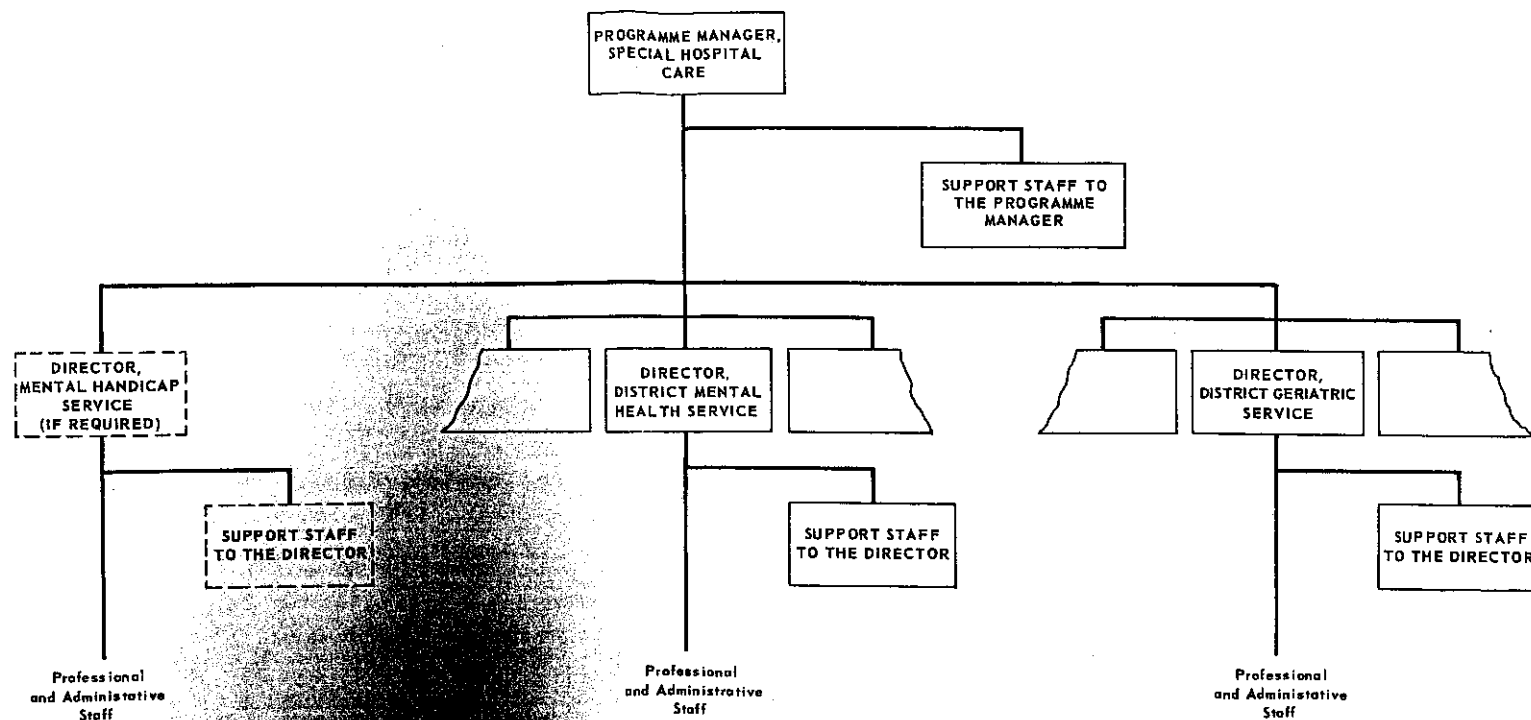 PROGRAMME MANAGER,
SPECIAL HOSPITAL
CARE
SUPPORT STAFF TO
THE PROGRAMME
MANAGER
DIRECTOR,
MENTAL HANDICAP
SERVICE
(IF REQUIRED)
DIRECTOR,
DISTRICT MENTAL
HEALTH SERVICE
DIRECTOR,
DISTRICT GERIATRIC
SERVICE
SUPPORT STAFF
TO THE DIRECTOR
SUPPORT STAFF
TO THE DIRECTOR
SUPPORT STAFF
TO THE DIRECTOR
Professional
and Administative
Staff
Professional
and Administrative
Staff
Professional
and Administative
Staff